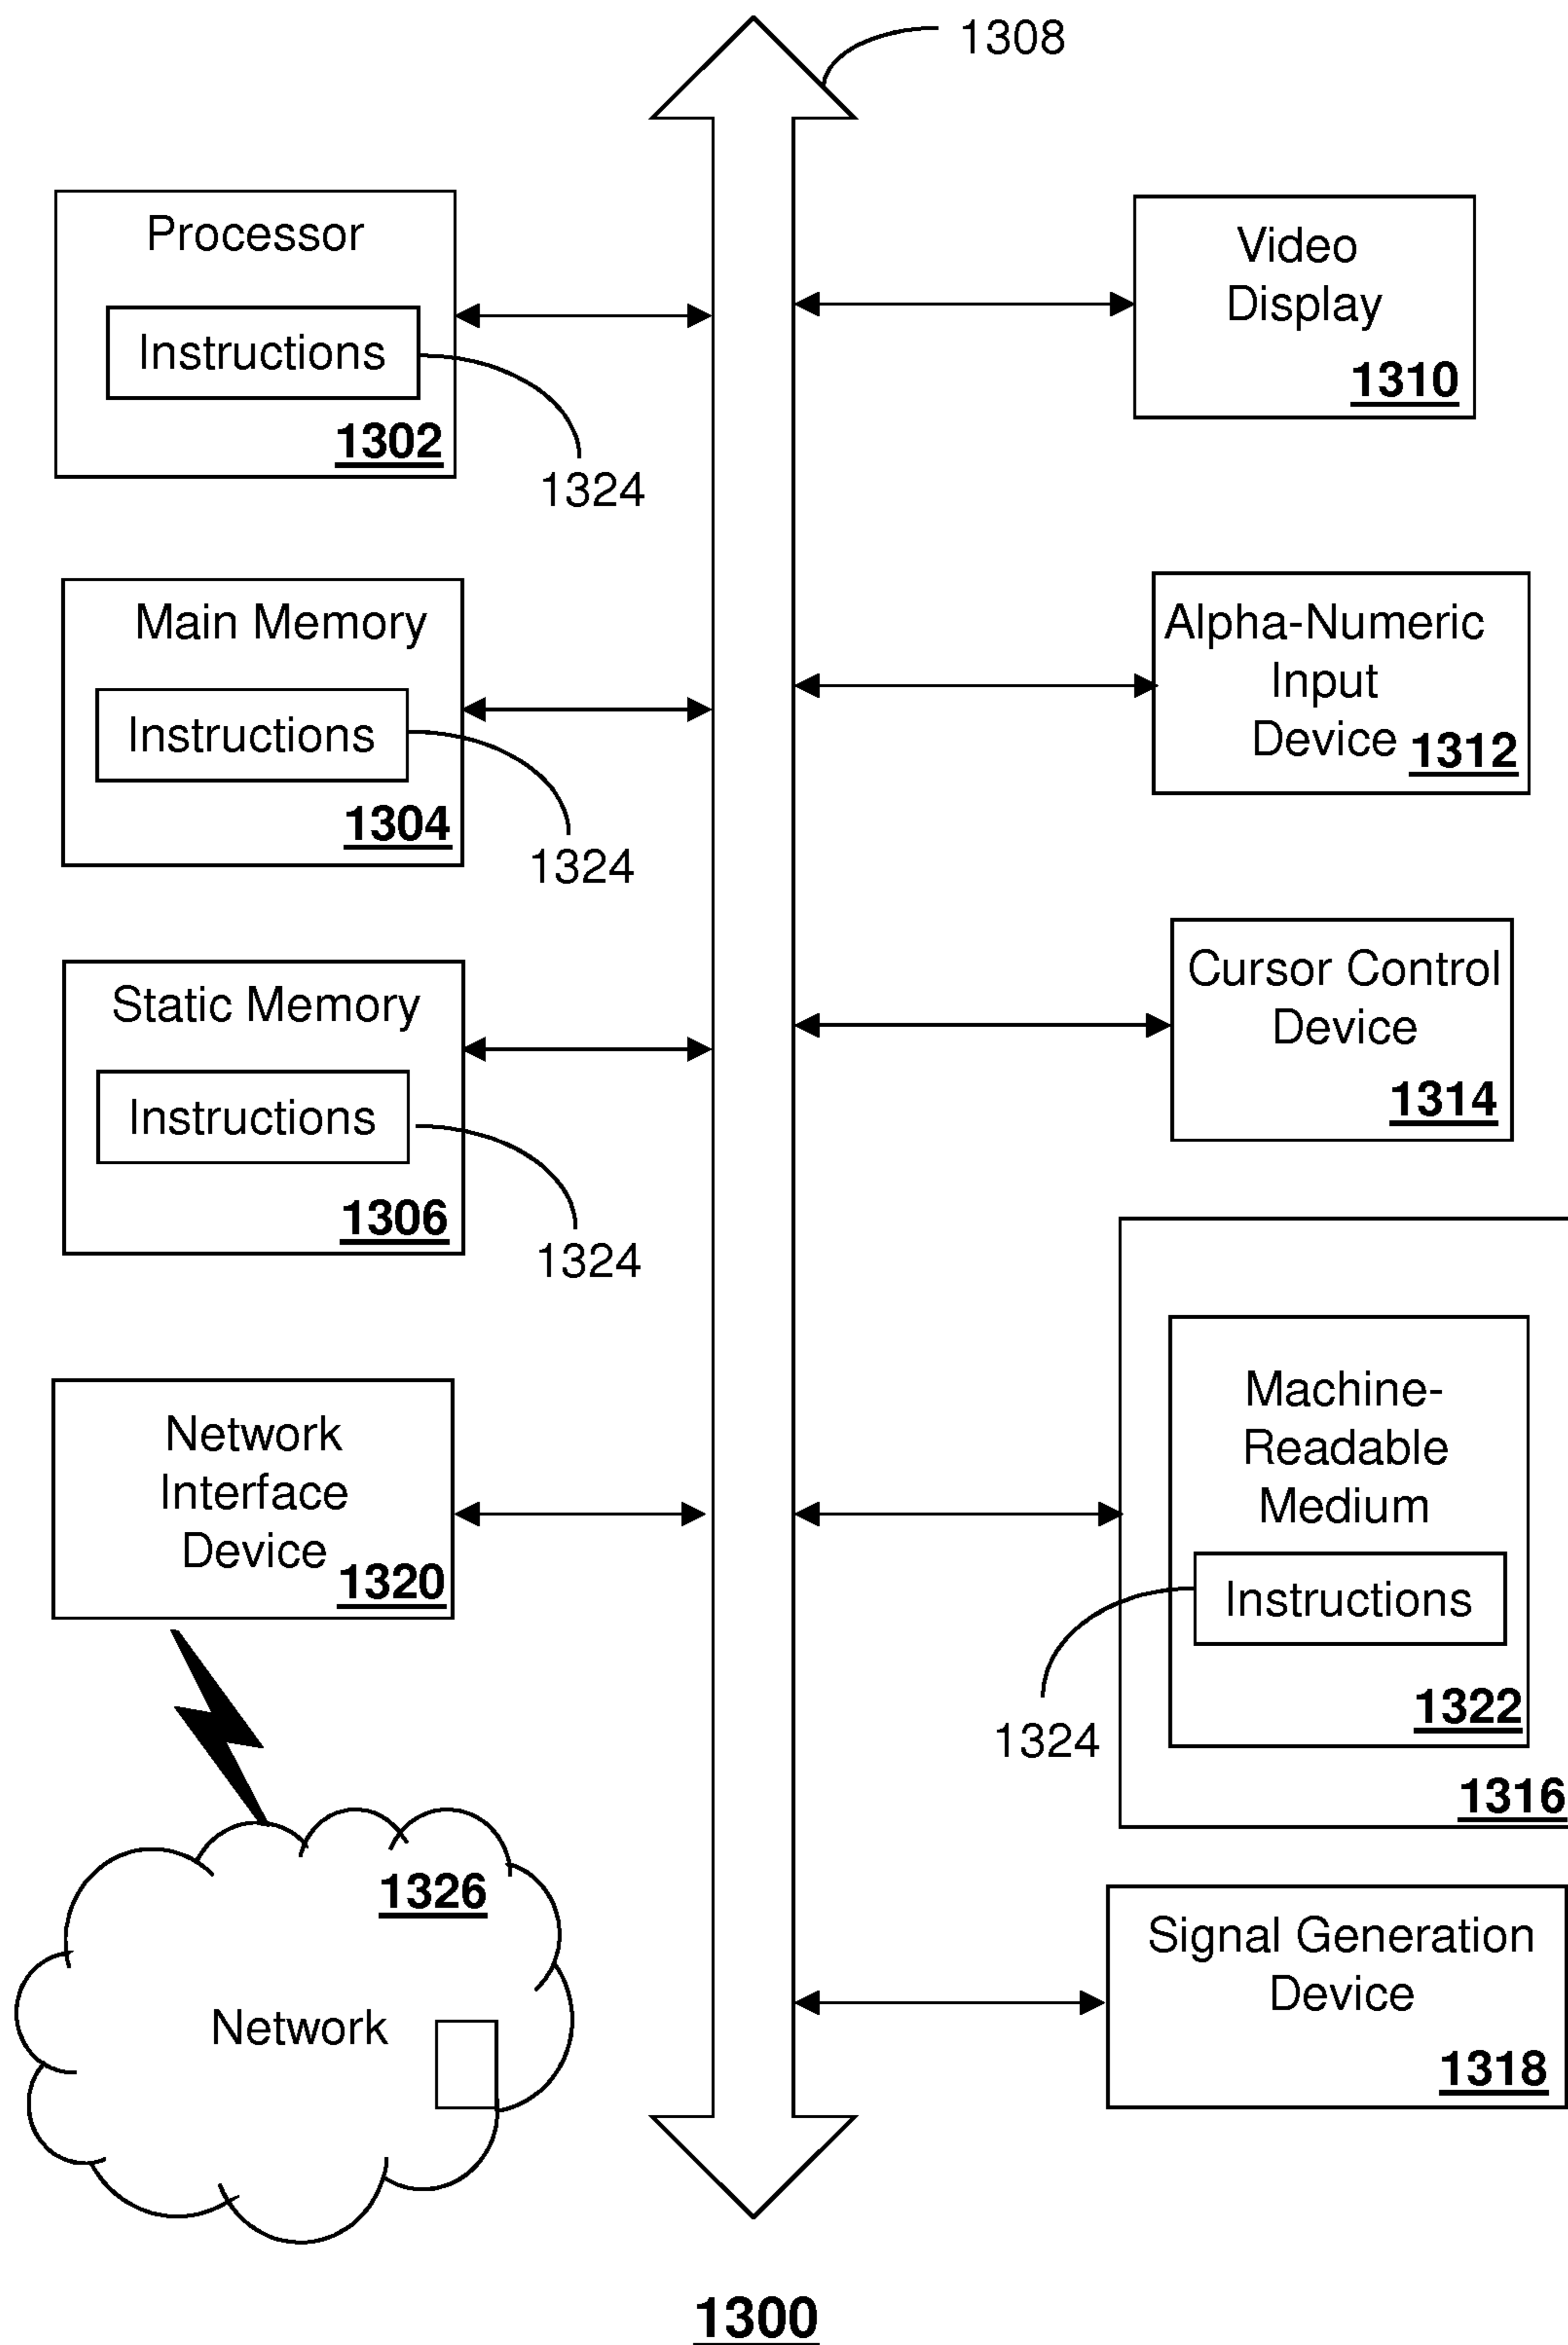 1308
Processor
Instructions
1302
1324
Main Memory
Instructions
1304
1324
Static Memory
Instructions
1306
1324
Network
Interface
Device
1320
1326
Network
Video
Display
1310
Alpha-Numeric
Input
Device
1312
Cursor Control
Device
1314
Machine-
Readable
Medium
Instructions
1322
1324
1316
Signal Generation
Device
1318
1300